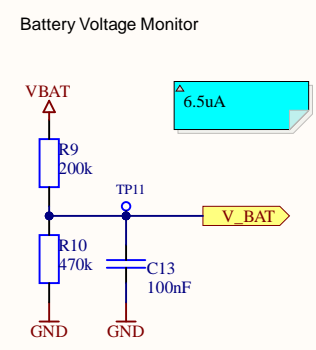 Battery Voltage Monitor
VBAT
6.5uA
R9
200k
TP11
V_BAT
R10
470k
C13
100nF
GND
GND